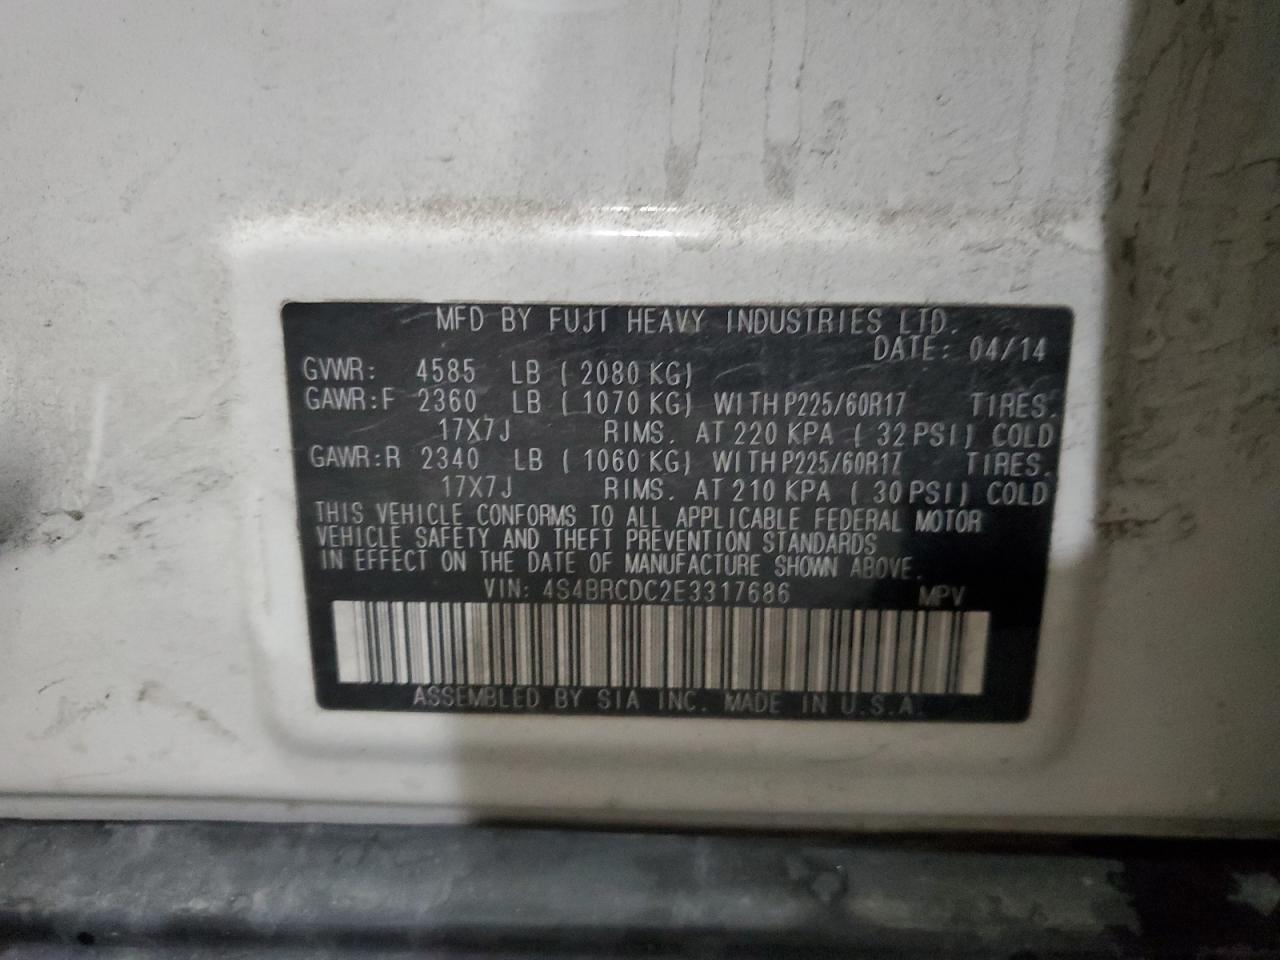 MFD BY FUJI HEAVY INDUSTRIES LTD.
DATE: 04/14
GVWR: 4585 LB ( 2080 KG)
GAWR:F 2360 LB ( 1070 KG) WITH P225/60R17 TIRES.
17X7J RIMS. AT 220 KPA ( 32 PSI) COLD
GAWR:R 2340 LB ( 1060 KG) WITH P225/60R17 TIRES.
17X7J RIMS. AT 210 KPA ( 30 PSI) COLD
THIS VEHICLE CONFORMS TO ALL APPLICABLE FEDERAL MOTOR
VEHICLE SAFETY AND THEFT PREVENTION STANDARDS
IN EFFECT ON THE DATE OF MANUFACTURE SHOWN ABOVE.
VIN: 4S4BRCDC2E3317686 MPV
ASSEMBLED BY SIA INC. MADE IN U.S.A.